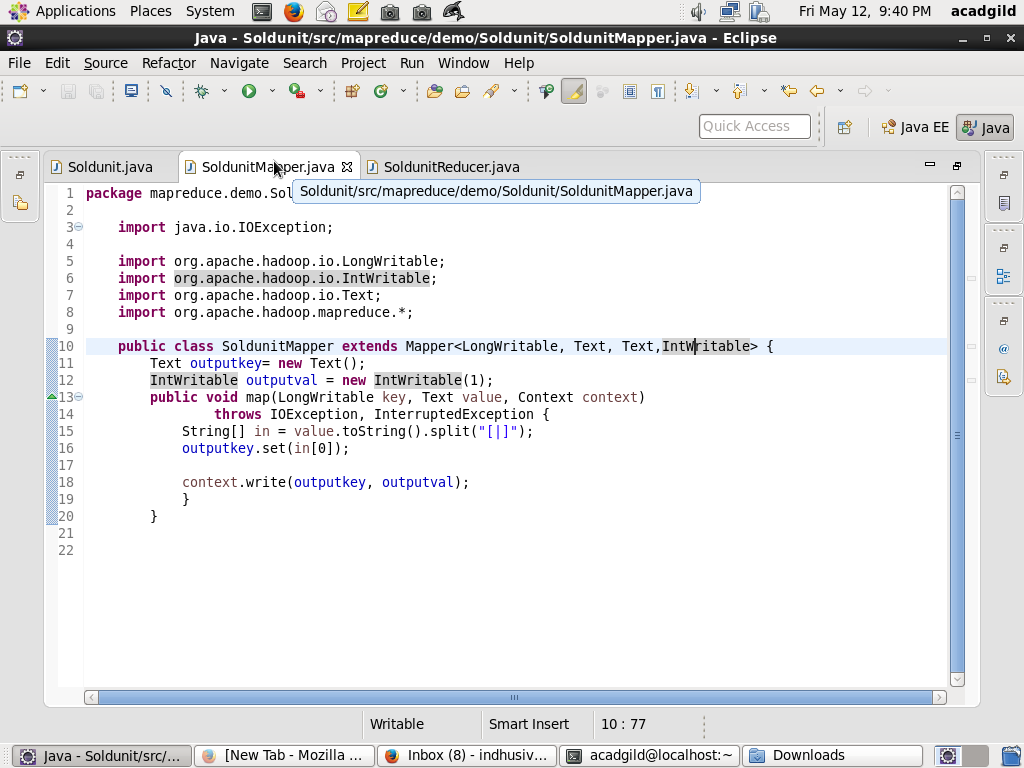 Applications Places System Fri May 12, 9:40 PM acadgild
Java - Soldunit/src/mapreduce/demo/Soldunit/SoldunitMapper.java - Eclipse
File Edit Source Refactor Navigate Search Project Run Window Help
Quick Access Java EE Java
Soldunit.java SoldunitMapper.java SoldunitReducer.java
Soldunit/src/mapreduce/demo/Soldunit/SoldunitMapper.java
1 package mapreduce.demo.Sol
2
3 import java.io.IOException;
4
5 import org.apache.hadoop.io.LongWritable;
6 import org.apache.hadoop.io.IntWritable;
7 import org.apache.hadoop.io.Text;
8 import org.apache.hadoop.mapreduce.*;
9
10 public class SoldunitMapper extends Mapper<LongWritable, Text, Text,IntWritable> {
11 Text outputkey= new Text();
12 IntWritable outputval = new IntWritable(1);
13 public void map(LongWritable key, Text value, Context context)
14 throws IOException, InterruptedException {
15 String[] in = value.toString().split("[|]");
16 outputkey.set(in[0]);
17
18 context.write(outputkey, outputval);
19 }
20 }
21
22
Writable Smart Insert 10 : 77
Java - Soldunit/src/... [New Tab - Mozilla ... Inbox (8) - indhusiv... acadgild@localhost:~ Downloads